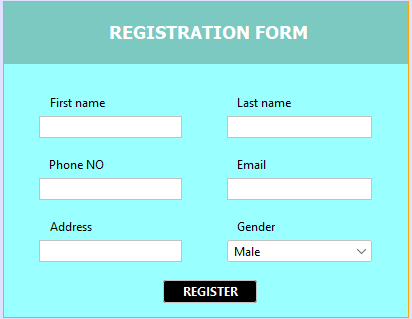 REGISTRATION FORM
First name Last name
Phone NO Email
Address Gender
Male
REGISTER